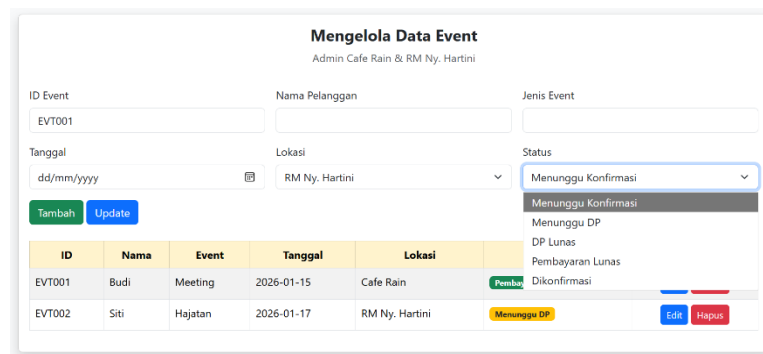 Mengelola Data Event
Admin Cafe Rain & RM Ny. Hartini
ID Event Nama Pelanggan Jenis Event
EVT001
Tanggal Lokasi Status
dd/mm/yyyy RM Ny. Hartini Menunggu Konfirmasi
Menunggu Konfirmasi
Menunggu DP
DP Lunas
Pembayaran Lunas
Dikonfirmasi
Tambah Update
ID Nama Event Tanggal Lokasi
EVT001 Budi Meeting 2026-01-15 Cafe Rain
EVT002 Siti Hajatan 2026-01-17 RM Ny. Hartini Menunggu DP Edit Hapus